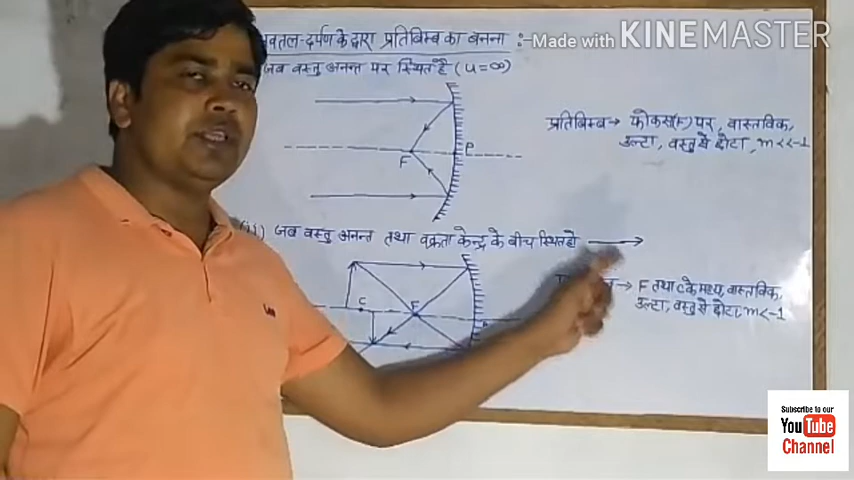 वतल-दर्पण के द्वारा प्रतिबिम्ब का बनना :-
Made with KINEMASTER
जब वस्तु अनन्त पर स्थित है (u=∞)
प्रतिबिम्ब→ फोकस(F) पर, वास्तविक,
उल्टा, वस्तु से छोटा, m<<-1
F
P
(ii) जब वस्तु अनन्त तथा वक्रता केन्द्र के बीच स्थित हो →
→ F तथा C के मध्य, वास्तविक,
उल्टा, वस्तु से छोटा, m<-1
C
F
P
Subscribe to our
YouTube
Channel